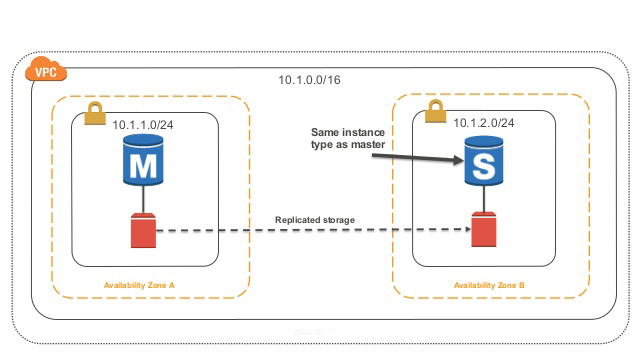 VPC
10.1.0.0/16
10.1.1.0/24
10.1.2.0/24
Same instance
type as master
M
S
Replicated storage
Availability Zone A
Availability Zone B